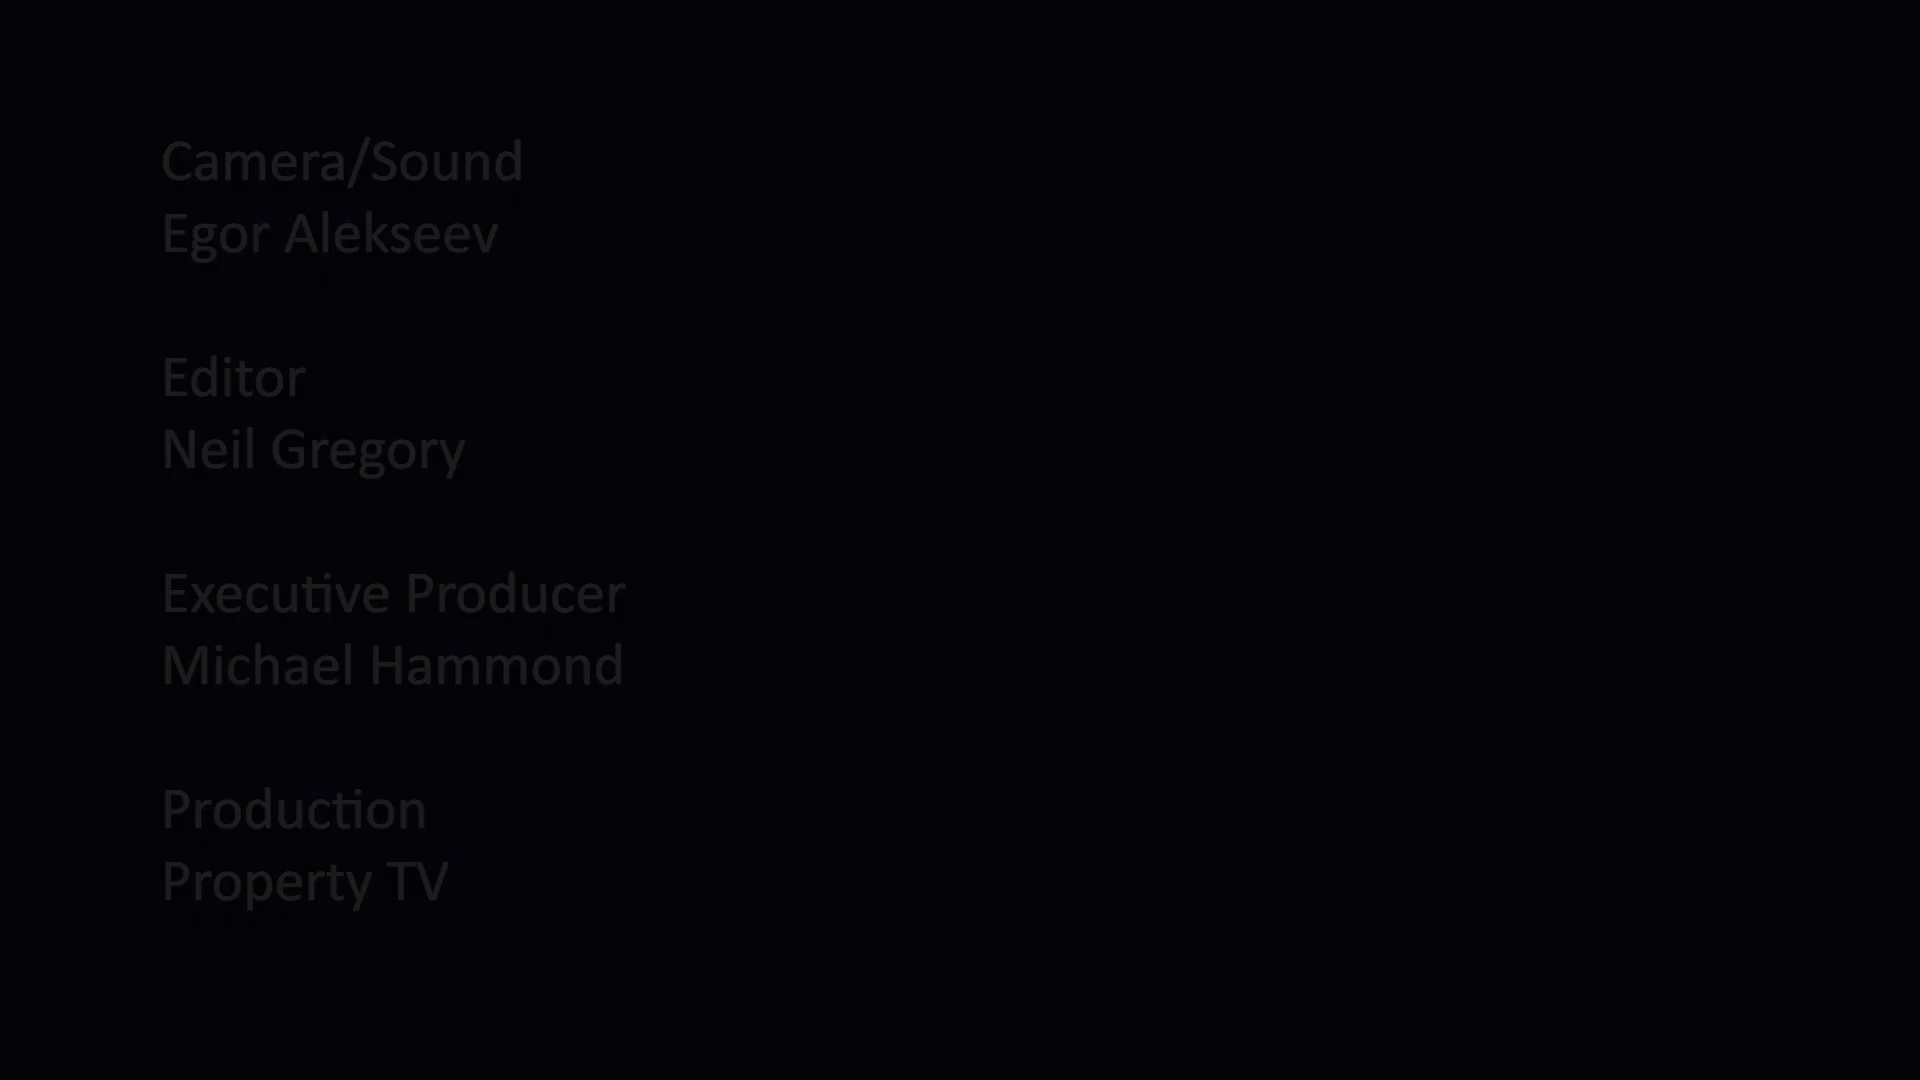 Camera/Sound
Egor Alekseev
Editor
Neil Gregory
Executive Producer
Michael Hammond
Production
Property TV